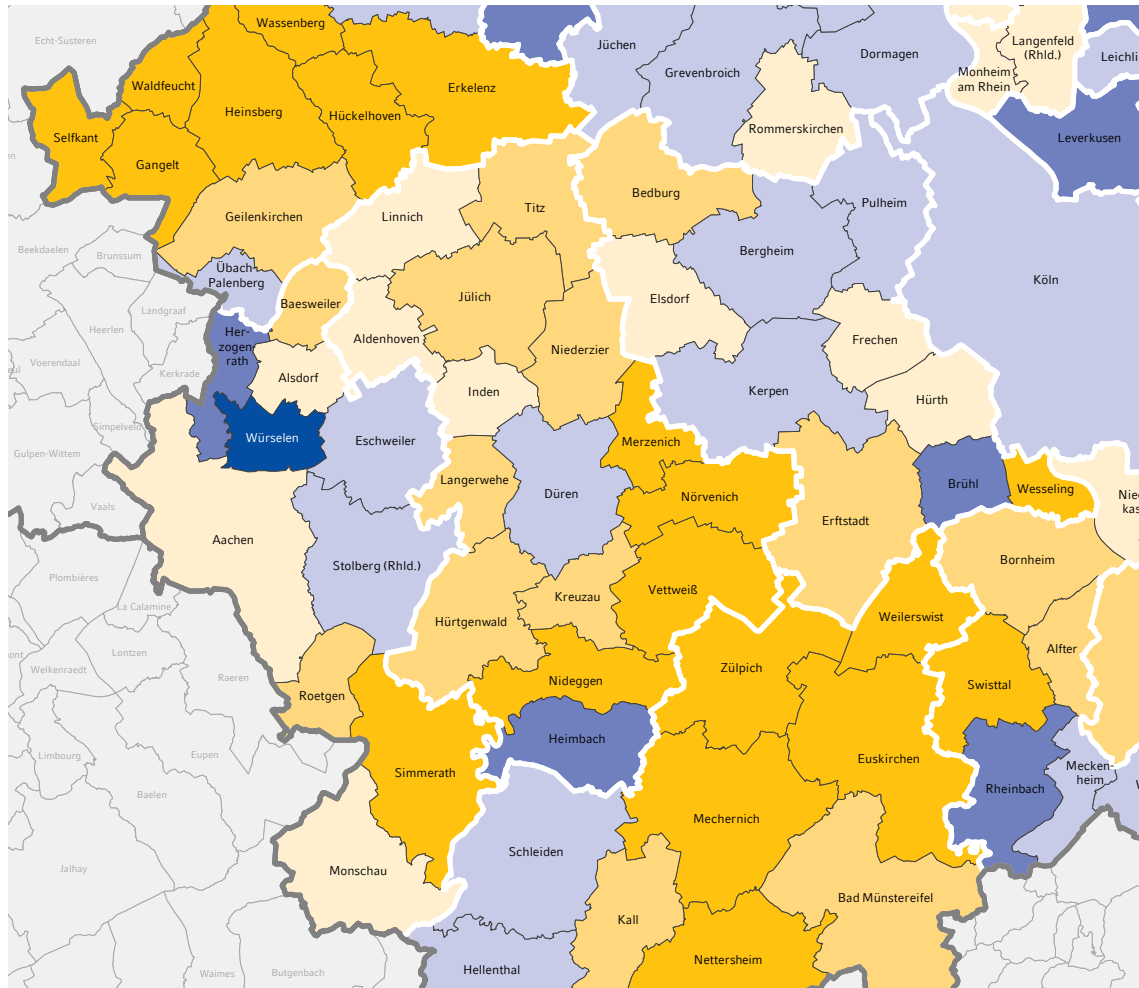 Wassenberg
Echt-Susteren
Jüchen
Dormagen
Langenfeld
(Rhld.)
Leichli
Grevenbroich
Monheim
am Rhein
Waldfeucht
Erkelenz
Heinsberg
Hückelhoven
Rommerskirchen
Leverkusen
Selfkant
Gangelt
Bedburg
Titz
Pulheim
Geilenkirchen
Linnich
Beekdaelen
Brunssum
Bergheim
Übach-
Palenberg
Köln
Jülich
Elsdorf
Baesweiler
Landgraaf
Heerlen
Her-
zogen-
rath
Aldenhoven
Frechen
Niederzier
Voerendaal
Kerkrade
Alsdorf
Inden
Kerpen
Hürth
Simpelveld
Würselen
Eschweiler
Merzenich
Gulpen-Wittem
Langerwehe
Brühl
Wesseling
Düren
Nörvenich
Vaals
Erftstadt
Aachen
Stolberg (Rhld.)
Bornheim
Plombières
Vettweiß
Kreuzau
La Calamine
Weilerswist
Hürtgenwald
Lontzen
Alfter
Welkenraedt
Zülpich
Raeren
Nideggen
Swisttal
Roetgen
Heimbach
Limbourg
Eupen
Euskirchen
Simmerath
Mecken-
heim
Rheinbach
Baelen
Mechernich
Schleiden
Jalhay
Monschau
Bad Münstereifel
Kall
Nettersheim
Hellenthal
Waimes
Butgenbach